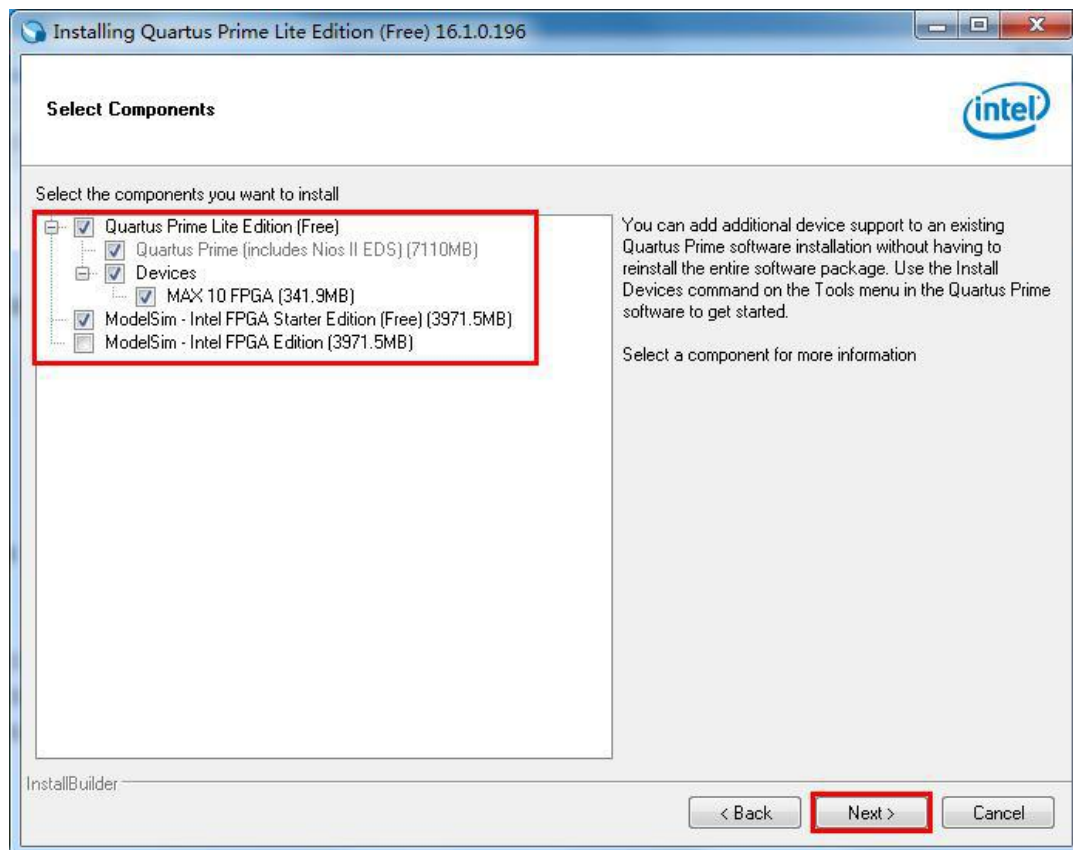 Installing Quartus Prime Lite Edition (Free) 16.1.0.196
Select Components
intel
Select the components you want to install
Quartus Prime Lite Edition (Free)
Quartus Prime (includes Nios II EDS) (7110MB)
Devices
MAX 10 FPGA (341.9MB)
ModelSim - Intel FPGA Starter Edition (Free) (3971.5MB)
ModelSim - Intel FPGA Edition (3971.5MB)
You can add additional device support to an existing
Quartus Prime software installation without having to
reinstall the entire software package. Use the Install
Devices command on the Tools menu in the Quartus Prime
software to get started.
Select a component for more information
InstallBuilder
< Back
Next >
Cancel